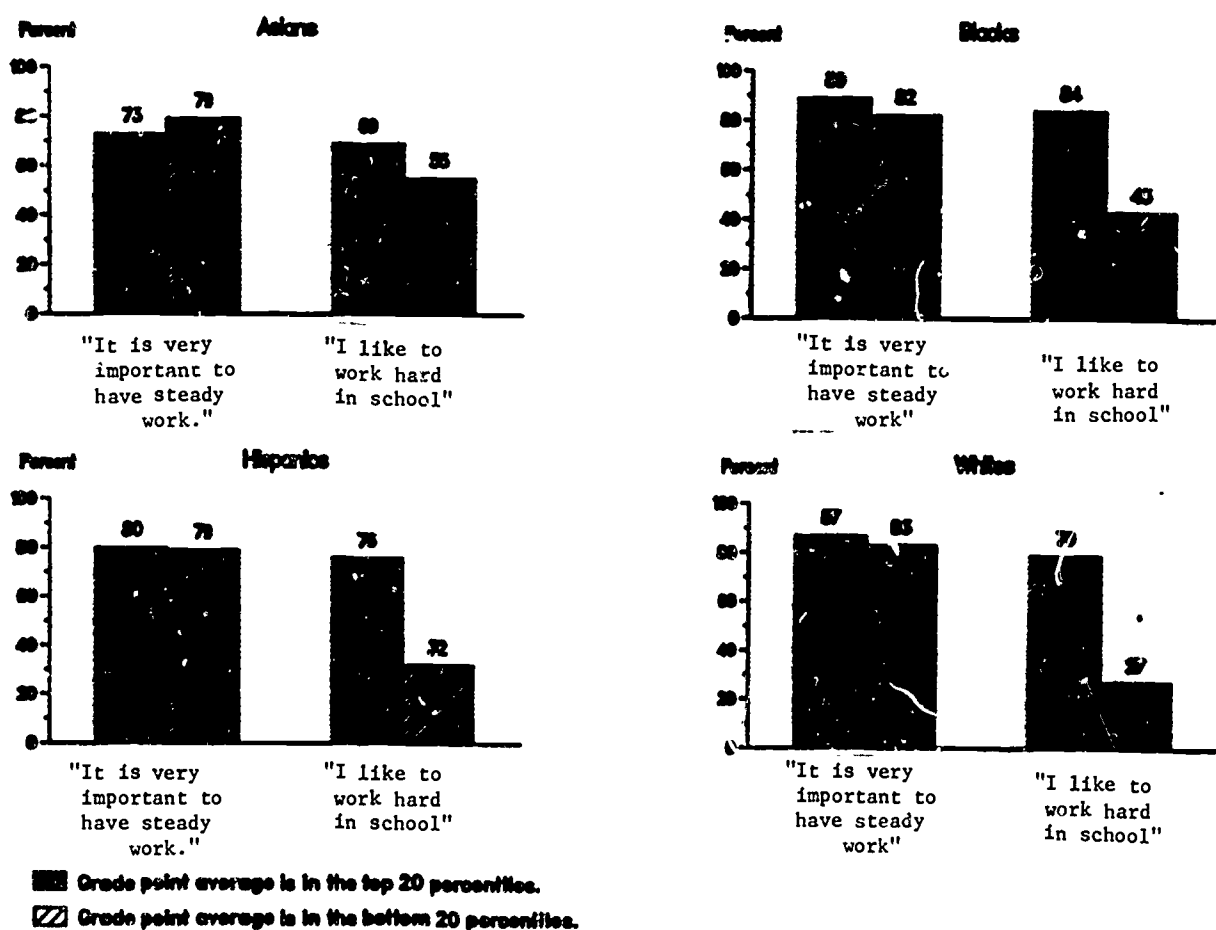 Percent Asians
100
73 79
55
60
40
20
0
"It is very
important to
have steady
work."
"I like to
work hard
in school"
Percent Blacks
100
82 84
80
60
43
40
20
0
"It is very
important to
have steady
work"
"I like to
work hard
in school"
Percent Hispanics
100
80 79
80
60
40
20
0
"It is very
important to
have steady
work."
"I like to
work hard
in school"
Percent Whites
100
87 83
60
40
27
20
"It is very
important to
have steady
work"
"I like to
work hard
in school"
Grade point average is in the top 20 percentiles.
Grade point average is in the bottom 20 percentiles.